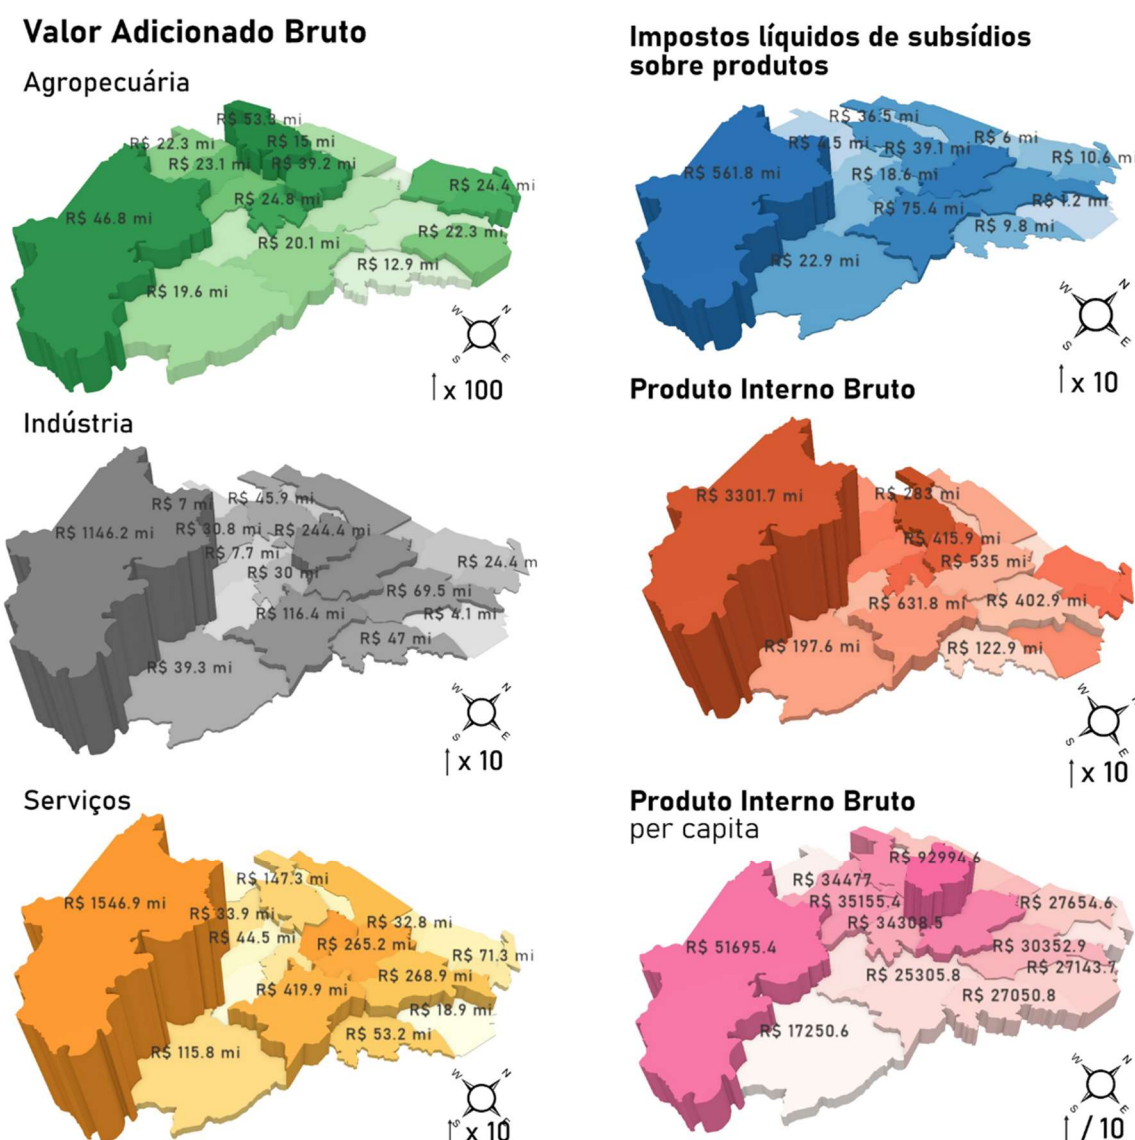 Valor Adicionado Bruto
Agropecuária
R$ 53.3 mi
R$ 22.3 mi
R$ 15 mi
R$ 23.1 mi
R$ 39.2 mi
R$ 24.4 mi
R$ 24.8 mi
R$ 46.8 mi
R$ 22.3 mi
R$ 20.1 mi
R$ 12.9 mi
R$ 19.6 mi
W N
S E
x 100
Indústria
R$ 45.9 mi
R$ 7 mi
R$ 1146.2 mi
R$ 30.8 mi
R$ 244.4 mi
R$ 7.7 mi
R$ 24.4 m
R$ 30 mi
R$ 69.5 mi
R$ 116.4 mi
R$ 4.1 mi
R$ 47 mi
R$ 39.3 mi
W N
S E
x 10
Serviços
R$ 147.3 mi
R$ 1546.9 mi
R$ 33.9 mi
R$ 32.8 mi
R$ 44.5 mi
R$ 265.2 mi
R$ 71.3 mi
R$ 268.9 mi
R$ 419.9 mi
R$ 18.9 mi
R$ 53.2 mi
R$ 115.8 mi
W N
S E
x 10
Impostos líquidos de subsídios
sobre produtos
R$ 36.5 mi
R$ 4.5 mi
R$ 39.1 mi
R$ 6 mi
R$ 10.6 mi
R$ 561.8 mi
R$ 18.6 mi
R$ 1.2 mi
R$ 75.4 mi
R$ 9.8 mi
R$ 22.9 mi
W N
S E
x 10
Produto Interno Bruto
R$ 3301.7 mi
R$ 283 mi
R$ 415.9 mi
R$ 535 mi
R$ 631.8 mi
R$ 402.9 mi
R$ 197.6 mi
R$ 122.9 mi
W
S E
x 10
Produto Interno Bruto
per capita
R$ 92994.6
R$ 34477
R$ 35155.4
R$ 27654.6
R$ 34308.5
R$ 51695.4
R$ 30352.9
R$ 25305.8
R$ 27143.7
R$ 27050.8
R$ 17250.6
W N
S E
/ 10